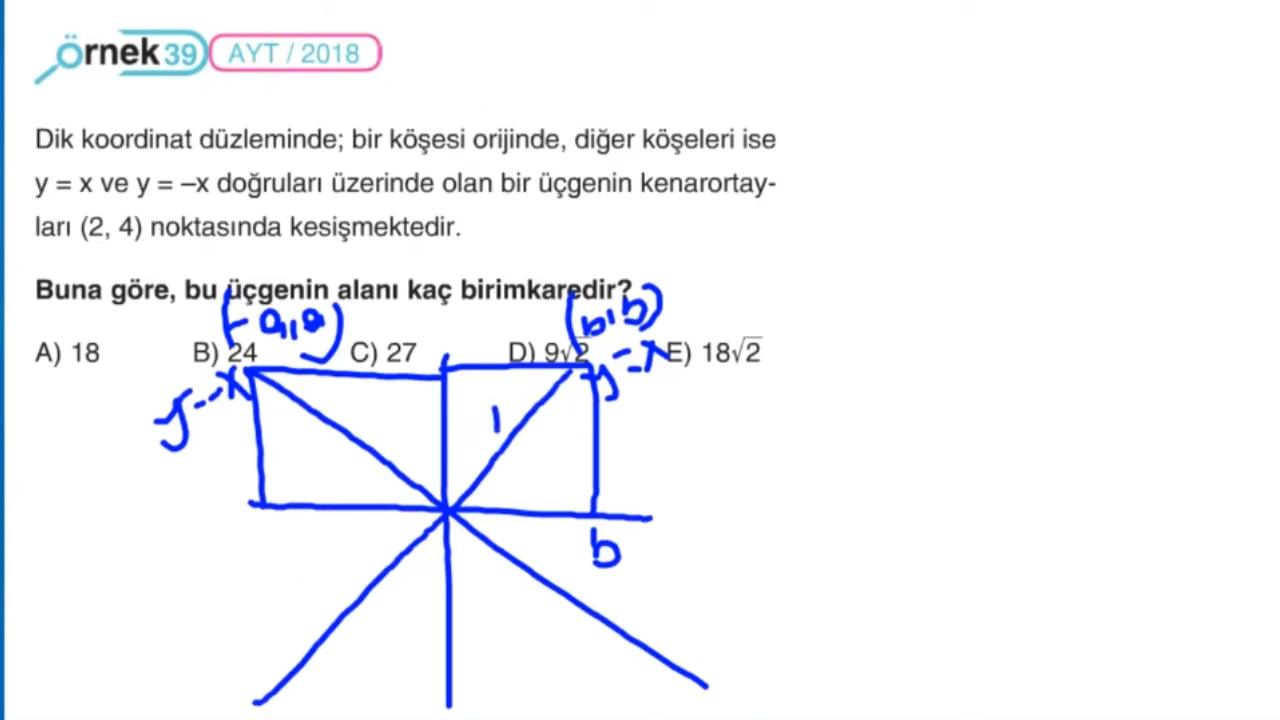 örnek 39 AYT / 2018
Dik koordinat düzleminde; bir köşesi orijinde, diğer köşeleri ise
y = x ve y = –x doğruları üzerinde olan bir üçgenin kenarortay-
ları (2, 4) noktasında kesişmektedir.
Buna göre, bu üçgenin alanı kaç birimkaredir?
(-a,a) (b,b)
A) 18 B) 24 C) 27 D) 9√2 E) 18√2
y=-x y=x
b